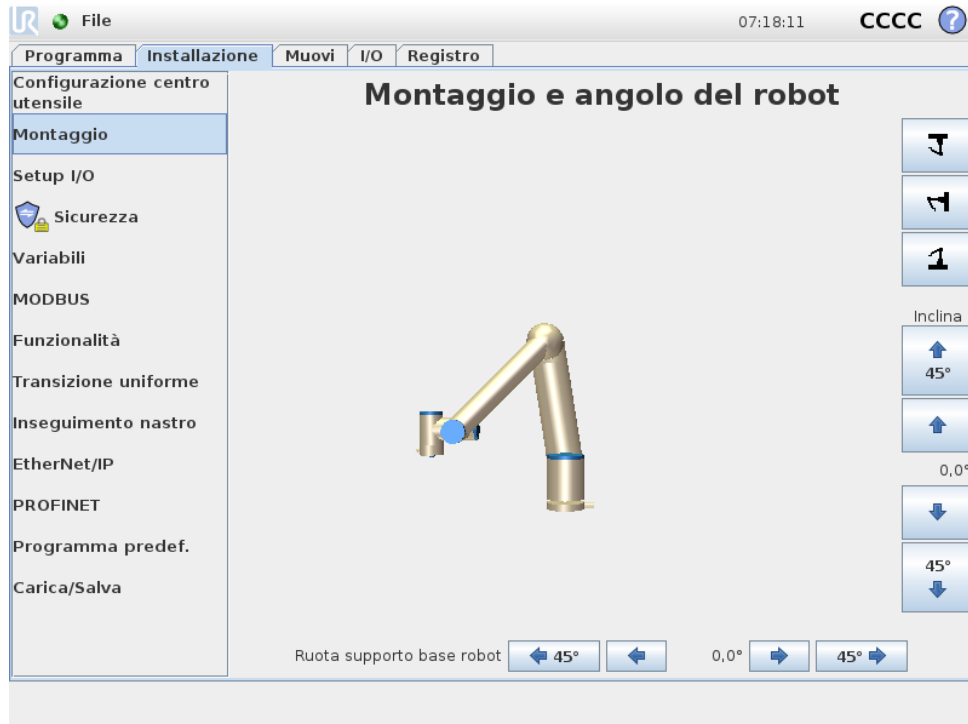 UR
File
07:18:11
CCCC
?
Programma
Installazione
Muovi
I/O
Registro
Configurazione centro
utensile
Montaggio
Setup I/O
Sicurezza
Variabili
MODBUS
Funzionalità
Transizione uniforme
Inseguimento nastro
EtherNet/IP
PROFINET
Programma predef.
Carica/Salva
Montaggio e angolo del robot
Inclina
45°
0,0°
45°
Ruota supporto base robot
45°
0,0°
45°